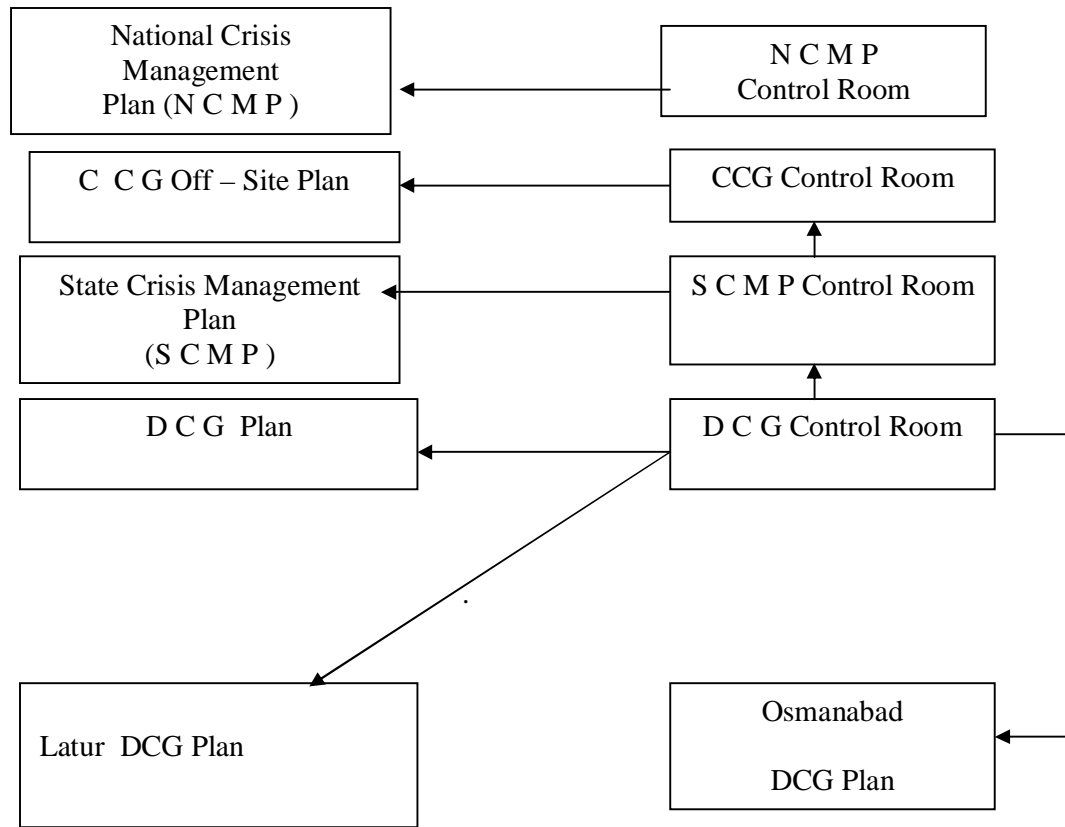 National Crisis
Management
Plan (N C M P )
N C M P
Control Room
C C G Off – Site Plan
CCG Control Room
State Crisis Management
Plan
(S C M P )
S C M P Control Room
D C G Plan
D C G Control Room
.
Latur DCG Plan
Osmanabad
DCG Plan